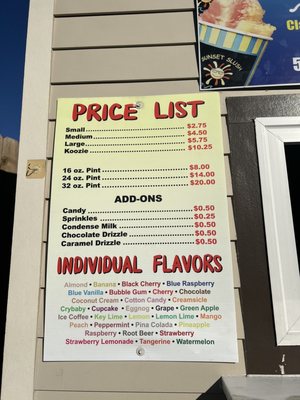 SUNSET SLUSH
5
PRICE LIST
Small $2.75
Medium $4.50
Large $5.75
Koozie $10.25
16 oz. Pint $8.00
24 oz. Pint $14.00
32 oz. Pint $20.00
ADD-ONS
Candy $0.50
Sprinkles $0.25
Condense Milk $0.50
Chocolate Drizzle $0.50
Caramel Drizzle $0.50
INDIVIDUAL FLAVORS
Almond • Banana • Black Cherry • Blue Raspberry
Blue Vanilla • Bubble Gum • Cherry • Chocolate
Coconut Cream • Cotton Candy • Creamsicle
Crybaby • Cupcake • Eggnog • Grape • Green Apple
Ice Coffee • Key Lime • Lemon • Lemon Lime • Mango
Peach • Peppermint • Pina Colada • Pineapple
Raspberry • Root Beer • Strawberry
Strawberry Lemonade • Tangerine • Watermelon